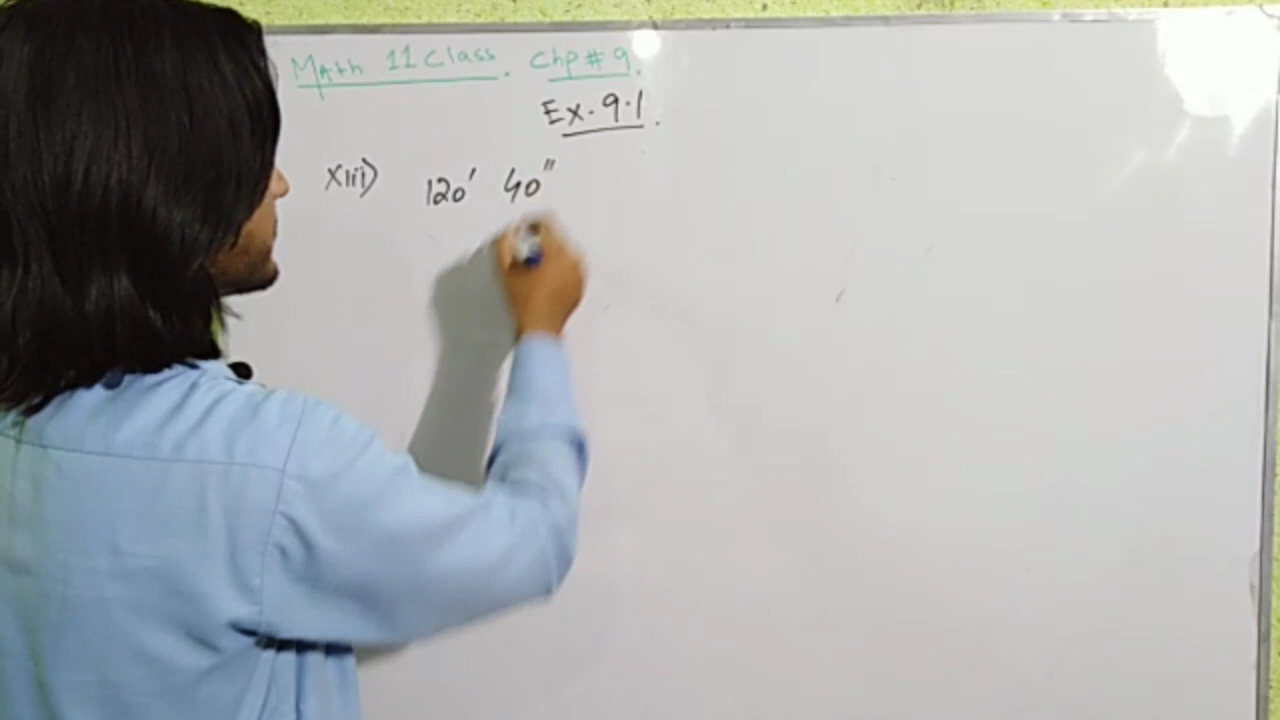 Math 11 Class. Chp # 9.
Ex. 9.1.
xiii) 120' 40"